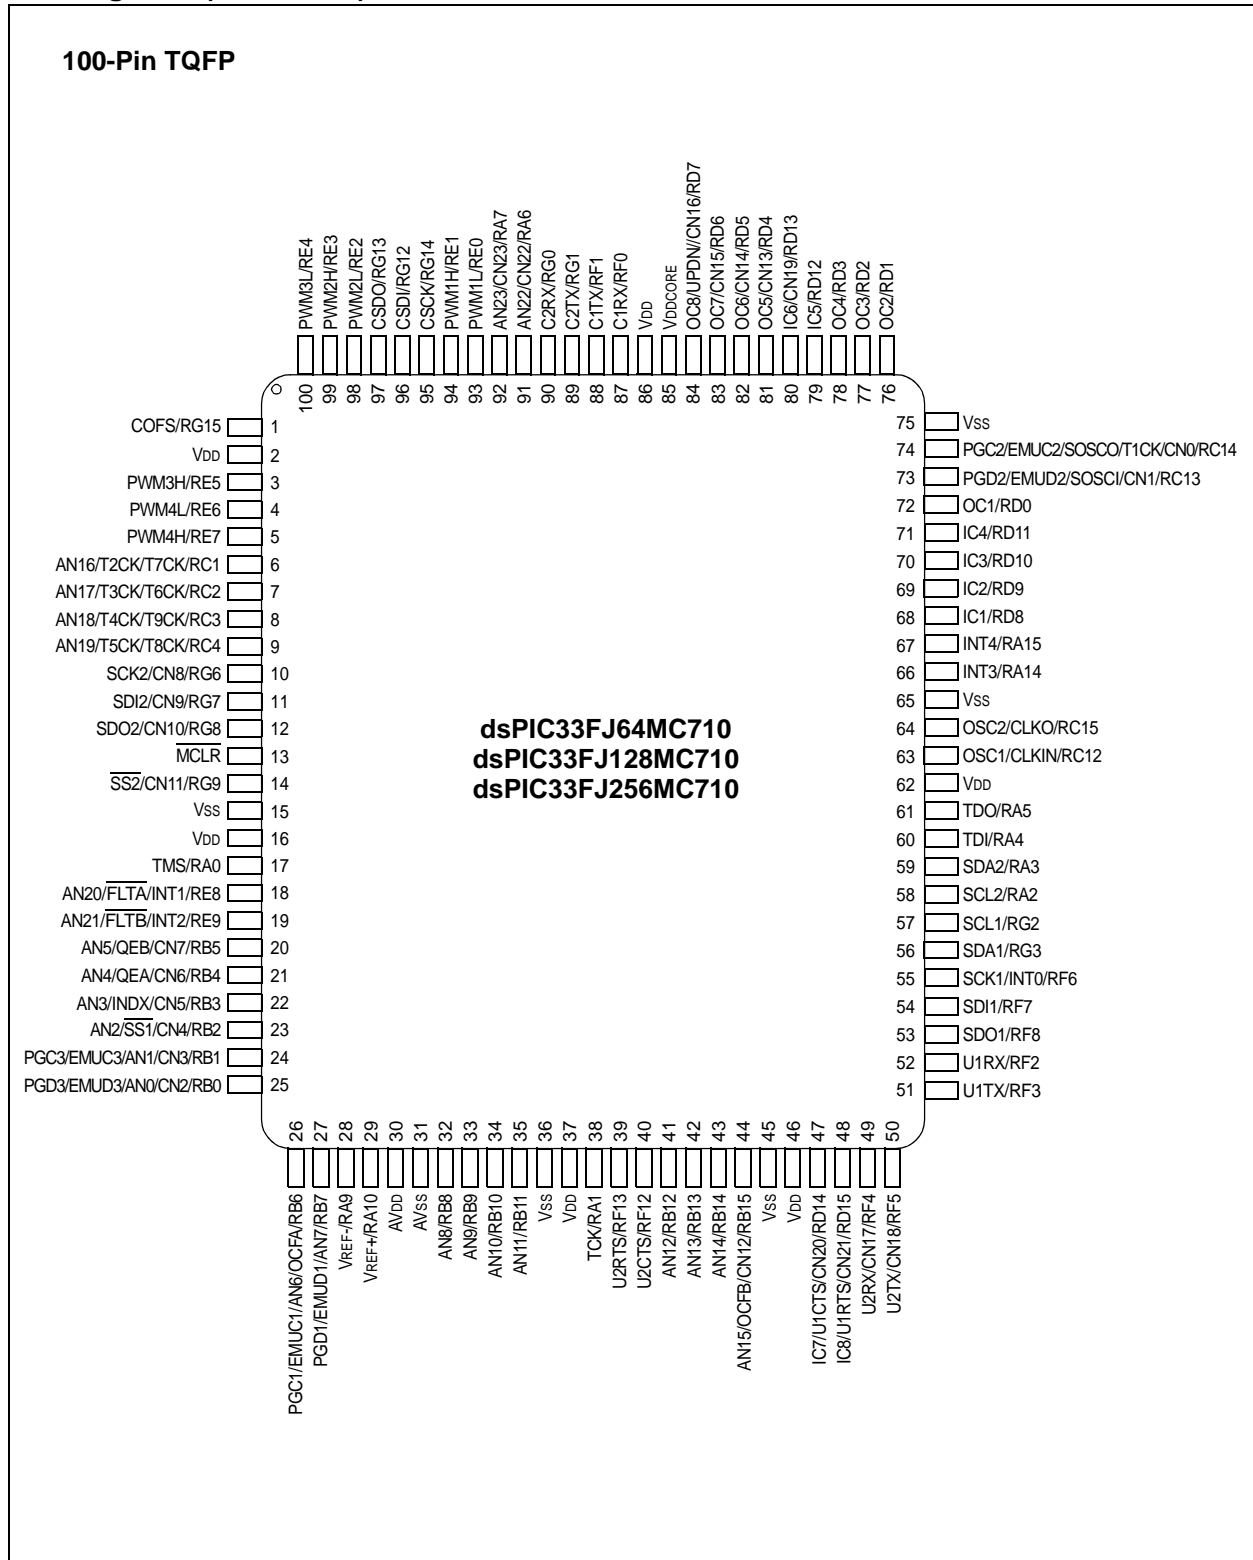 100-Pin TQFP
PWM3L/RE4
PWM2H/RE3
PWM2L/RE2
CSDO/RG13
CSDI/RG12
CSCK/RG14
PWM1H/RE1
PWM1L/RE0
AN23/CN23/RA7
AN22/CN22/RA6
C2RX/RG0
C2TX/RG1
C1TX/RF1
C1RX/RF0
VDD
VDDCORE
OC8/UPDN//CN16/RD7
OC7/CN15/RD6
OC6/CN14/RD5
OC5/CN13/RD4
IC6/CN19/RD13
IC5/RD12
OC4/RD3
OC3/RD2
OC2/RD1
100
99
98
97
96
95
94
93
92
91
90
89
88
87
86
85
84
83
82
81
80
79
78
77
76
COFS/RG15 1
VDD 2
PWM3H/RE5 3
PWM4L/RE6 4
PWM4H/RE7 5
AN16/T2CK/T7CK/RC1 6
AN17/T3CK/T6CK/RC2 7
AN18/T4CK/T9CK/RC3 8
AN19/T5CK/T8CK/RC4 9
SCK2/CN8/RG6 10
SDI2/CN9/RG7 11
SDO2/CN10/RG8 12
MCLR 13
SS2/CN11/RG9 14
VSS 15
VDD 16
TMS/RA0 17
AN20/FLTA/INT1/RE8 18
AN21/FLTB/INT2/RE9 19
AN5/QEB/CN7/RB5 20
AN4/QEA/CN6/RB4 21
AN3/INDX/CN5/RB3 22
AN2/SS1/CN4/RB2 23
PGC3/EMUC3/AN1/CN3/RB1 24
PGD3/EMUD3/AN0/CN2/RB0 25
dsPIC33FJ64MC710
dsPIC33FJ128MC710
dsPIC33FJ256MC710
75 VSS
74 PGC2/EMUC2/SOSCO/T1CK/CN0/RC14
73 PGD2/EMUD2/SOSCI/CN1/RC13
72 OC1/RD0
71 IC4/RD11
70 IC3/RD10
69 IC2/RD9
68 IC1/RD8
67 INT4/RA15
66 INT3/RA14
65 VSS
64 OSC2/CLKO/RC15
63 OSC1/CLKIN/RC12
62 VDD
61 TDO/RA5
60 TDI/RA4
59 SDA2/RA3
58 SCL2/RA2
57 SCL1/RG2
56 SDA1/RG3
55 SCK1/INT0/RF6
54 SDI1/RF7
53 SDO1/RF8
52 U1RX/RF2
51 U1TX/RF3
26
27
28
29
30
31
32
33
34
35
36
37
38
39
40
41
42
43
44
45
46
47
48
49
50
PGC1/EMUC1/AN6/OCFA/RB6
PGD1/EMUD1/AN7/RB7
VREF-/RA9
VREF+/RA10
AVDD
AVSS
AN8/RB8
AN9/RB9
AN10/RB10
AN11/RB11
VSS
VDD
TCK/RA1
U2RTS/RF13
U2CTS/RF12
AN12/RB12
AN13/RB13
AN14/RB14
AN15/OCFB/CN12/RB15
VSS
VDD
IC7/U1CTS/CN20/RD14
IC8/U1RTS/CN21/RD15
U2RX/CN17/RF4
U2TX/CN18/RF5